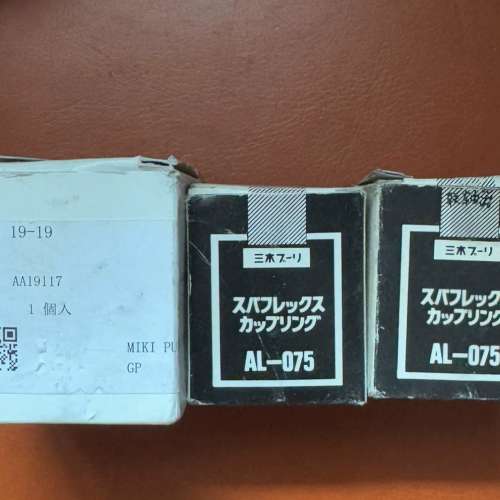 19-19
AA19117
1 個入
MIKI PU
GP
三木プーリ
スパフレックス
カップリング
AL-075
三木プーリ
スパフレックス
カップリング
AL-075